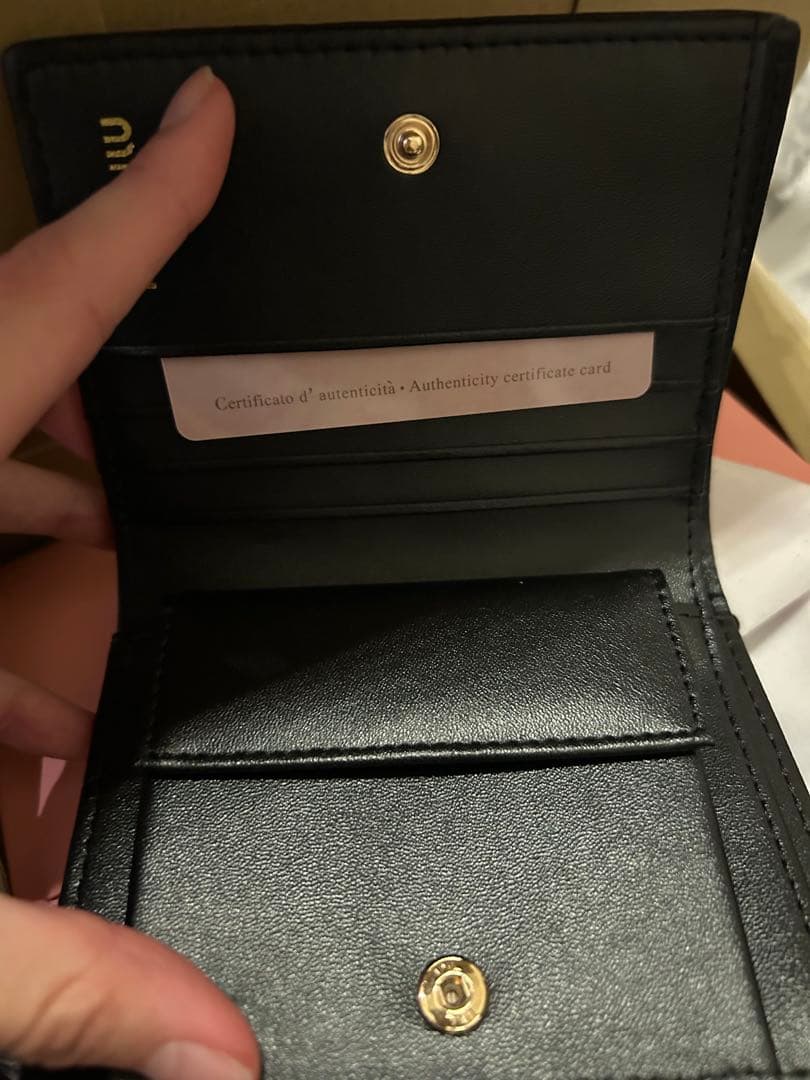 Certificato d' autenticità • Authenticity certificate card